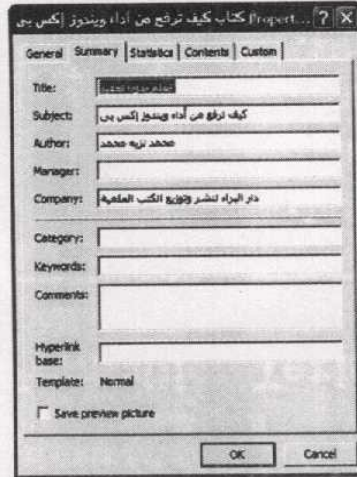 كتاب كيف ترفع من أداء ويندوز إكس بي Propert... ? X
General Summary Statistics Contents Custom
Title:
Subject: كيف ترفع من أداء ويندوز إكس بي
Author: محمد نزيه محمد
Manager:
Company: دار البراء لنشر وتوزيع الكتب العلمية
Category:
Keywords:
Comments:
Hyperlink
base:
Template: Normal
Save preview picture
OK Cancel